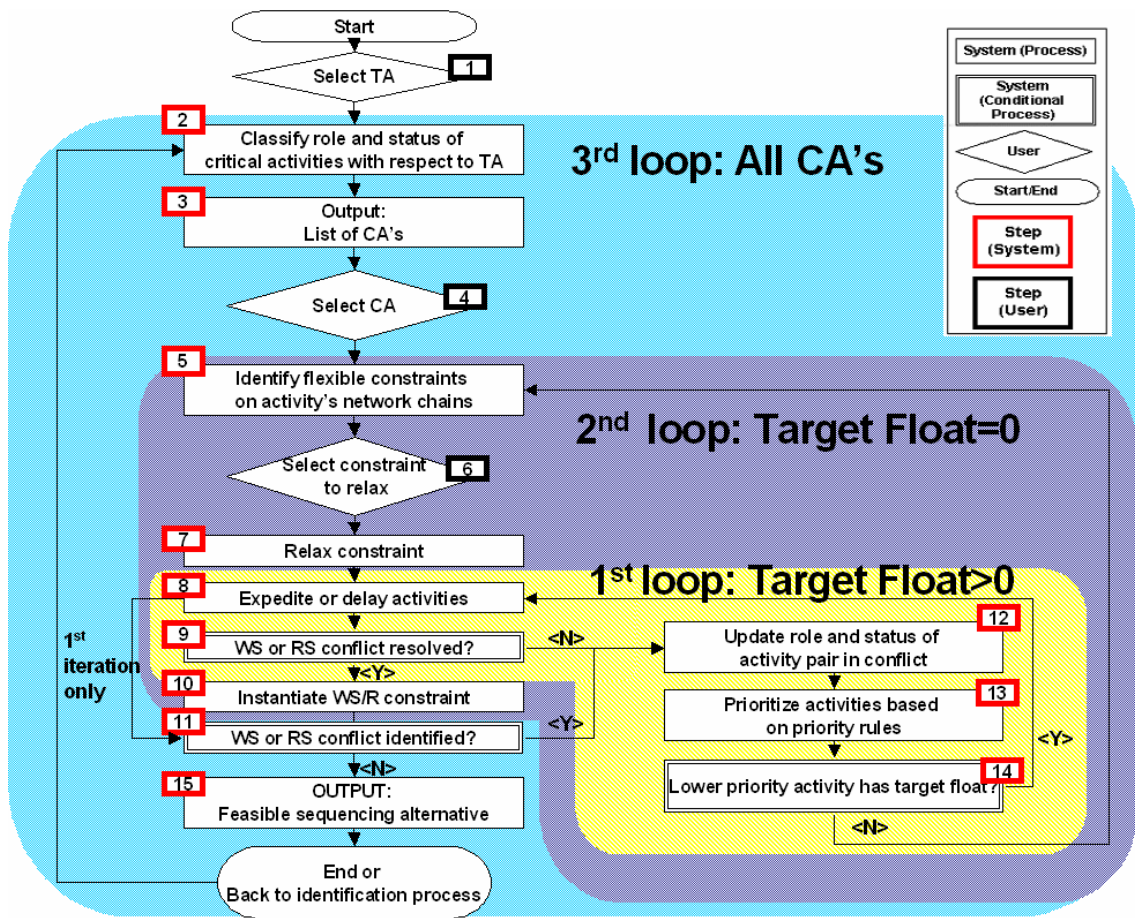 Start
Select TA
1
2
Classify role and status of
critical activities with respect to TA
3rd loop: All CA's
3
Output:
List of CA's
Select CA
4
5
Identify flexible constraints
on activity's network chains
2nd loop: Target Float=0
Select constraint
to relax
6
7
Relax constraint
1st loop: Target Float>0
8
Expedite or delay activities
1st
iteration
only
9
WS or RS conflict resolved?
<N>
<Y>
10
Instantiate WS/R constraint
11
WS or RS conflict identified?
<Y>
<N>
12
Update role and status of
activity pair in conflict
13
Prioritize activities based
on priority rules
<Y>
14
Lower priority activity has target float?
<N>
15
OUTPUT:
Feasible sequencing alternative
End or
Back to identification process
System (Process)
System
(Conditional
Process)
User
Start/End
Step
(System)
Step
(User)